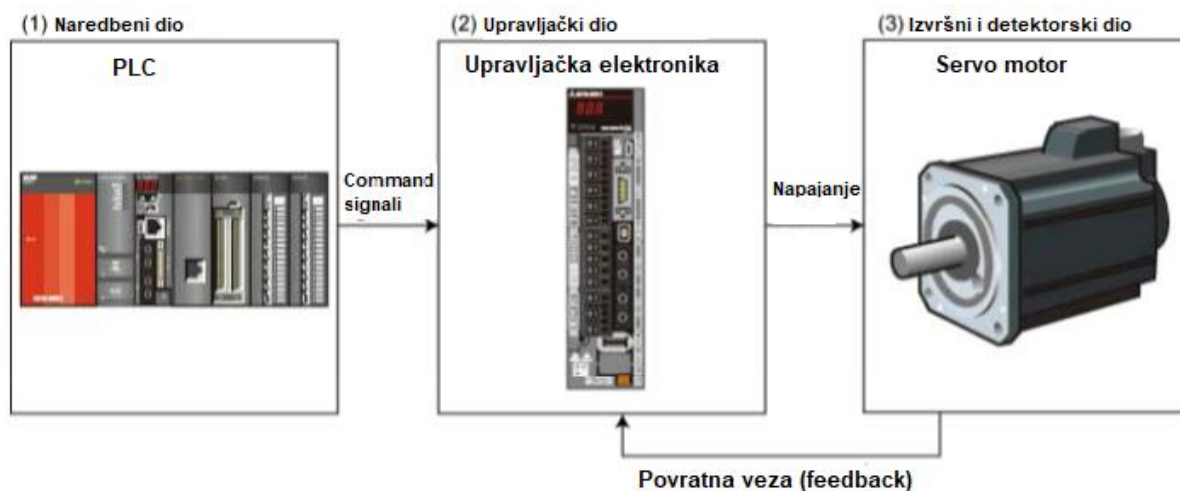 (1) Naredbeni dio
PLC
Command
signali
(2) Upravljački dio
Upravljačka elektronika
Napajanje
(3) Izvršni i detektorski dio
Servo motor
Povratna veza (feedback)